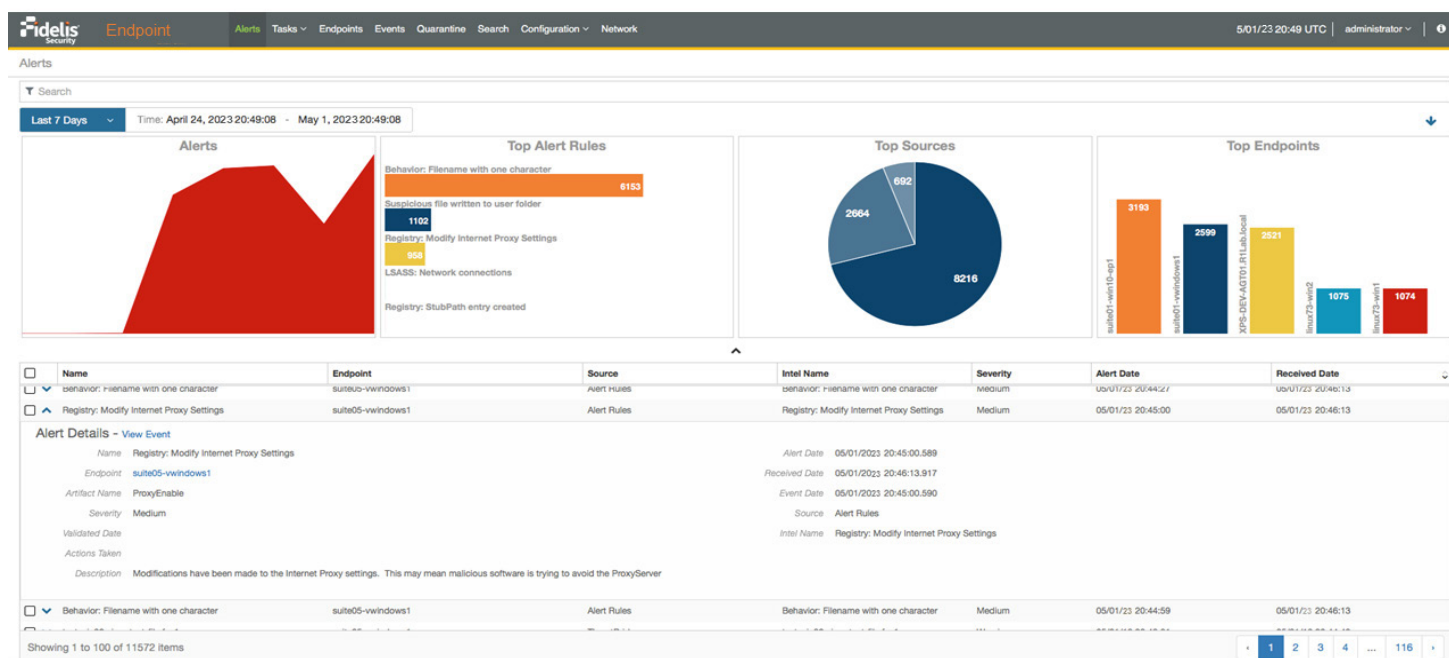 Fidelis Security
Endpoint
Alerts Tasks Endpoints Events Quarantine Search Configuration Network
5/01/23 20:49 UTC | administrator |
Alerts
Search
Last 7 Days Time: April 24, 2023 20:49:08 - May 1, 2023 20:49:08
Alerts
Top Alert Rules
Behavior: Filename with one character
6153
Suspicious file written to user folder
1102
Registry: Modify Internet Proxy Settings
958
LSASS: Network connections
Registry: StubPath entry created
Top Sources
692
2664
8216
Top Endpoints
suite01-win10-ep1
3193
suite01-vwindows1
2599
XPS-DEV-AGT01.R1Lab.local
2521
linux73-win2
1075
linux73-win1
1074
Name Endpoint Source Intel Name Severity Alert Date Received Date
Behavior: Filename with one character suite05-vwindows1 Alert Rules Behavior: Filename with one character Medium 05/01/23 20:44:27 05/01/23 20:46:13
Registry: Modify Internet Proxy Settings suite05-vwindows1 Alert Rules Registry: Modify Internet Proxy Settings Medium 05/01/23 20:45:00 05/01/23 20:46:13
Alert Details - View Event
Name Registry: Modify Internet Proxy Settings Alert Date 05/01/2023 20:45:00.589
Endpoint suite05-vwindows1 Received Date 05/01/2023 20:46:13.917
Artifact Name ProxyEnable Event Date 05/01/2023 20:45:00.590
Severity Medium Source Alert Rules
Validated Date Intel Name Registry: Modify Internet Proxy Settings
Actions Taken
Description Modifications have been made to the Internet Proxy settings. This may mean malicious software is trying to avoid the ProxyServer
Behavior: Filename with one character suite05-vwindows1 Alert Rules Behavior: Filename with one character Medium 05/01/23 20:44:59 05/01/23 20:46:13
Showing 1 to 100 of 11572 items
‹ 1 2 3 4 ... 116 ›